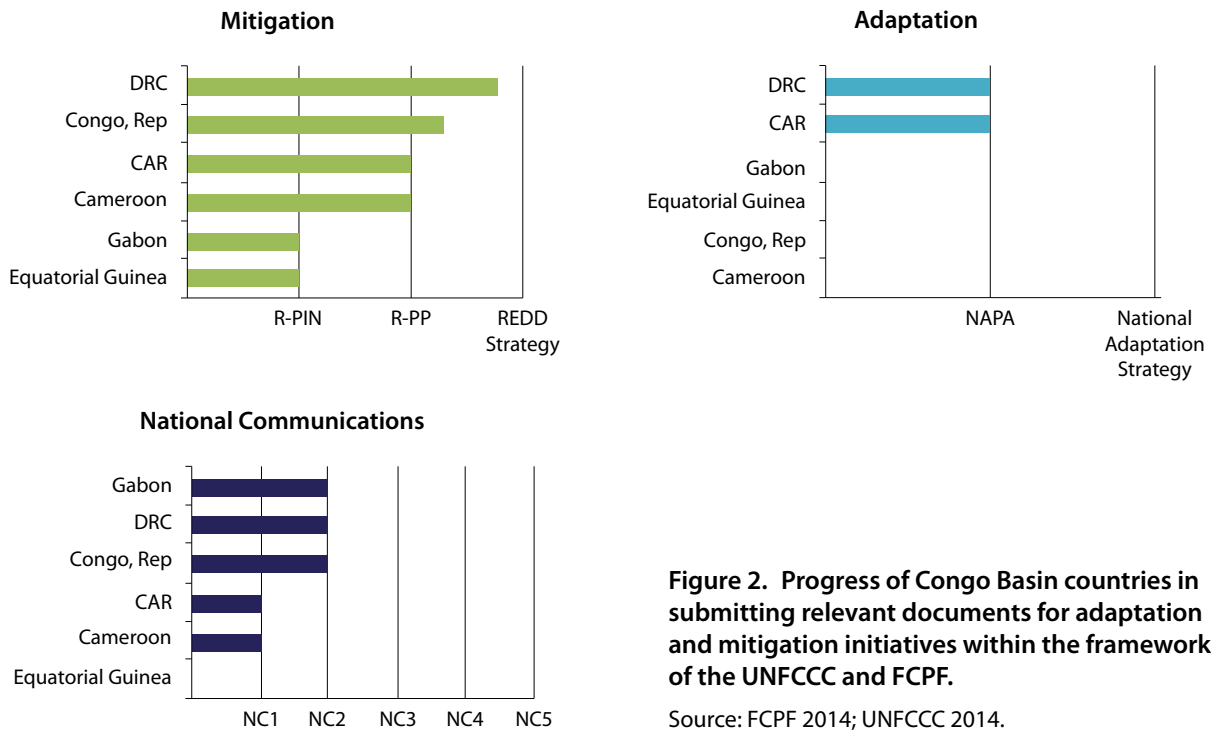 Mitigation
DRC
Congo, Rep
CAR
Cameroon
Gabon
Equatorial Guinea
R-PIN
R-PP
REDD
Strategy
Adaptation
DRC
CAR
Gabon
Equatorial Guinea
Congo, Rep
Cameroon
NAPA
National
Adaptation
Strategy
National Communications
Gabon
DRC
Congo, Rep
CAR
Cameroon
Equatorial Guinea
NC1
NC2
NC3
NC4
NC5
Figure 2. Progress of Congo Basin countries in
submitting relevant documents for adaptation
and mitigation initiatives within the framework
of the UNFCCC and FCPF.
Source: FCPF 2014; UNFCCC 2014.